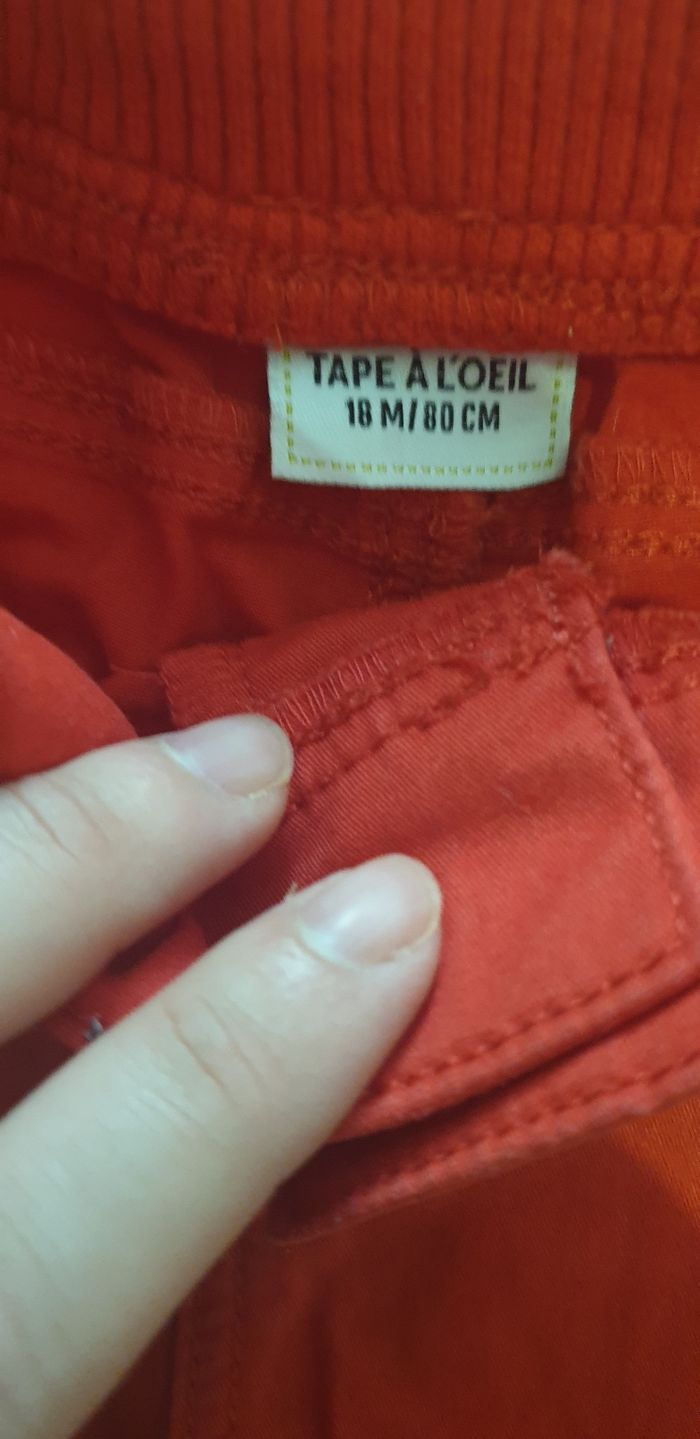 TAPE À L'OEIL
18 M/80 CM